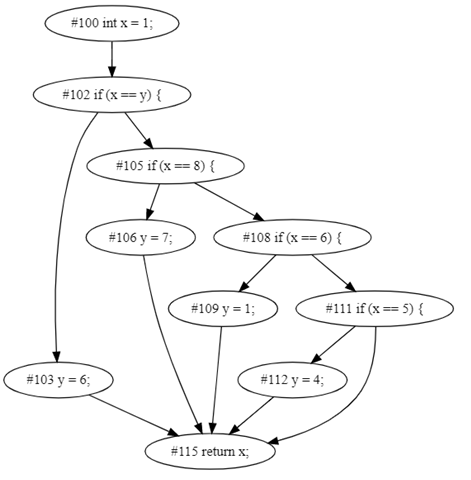 #100 int x = 1;
#102 if (x == y) {
#105 if (x == 8) {
#106 y = 7;
#108 if (x == 6) {
#109 y = 1;
#111 if (x == 5) {
#103 y = 6;
#112 y = 4;
#115 return x;